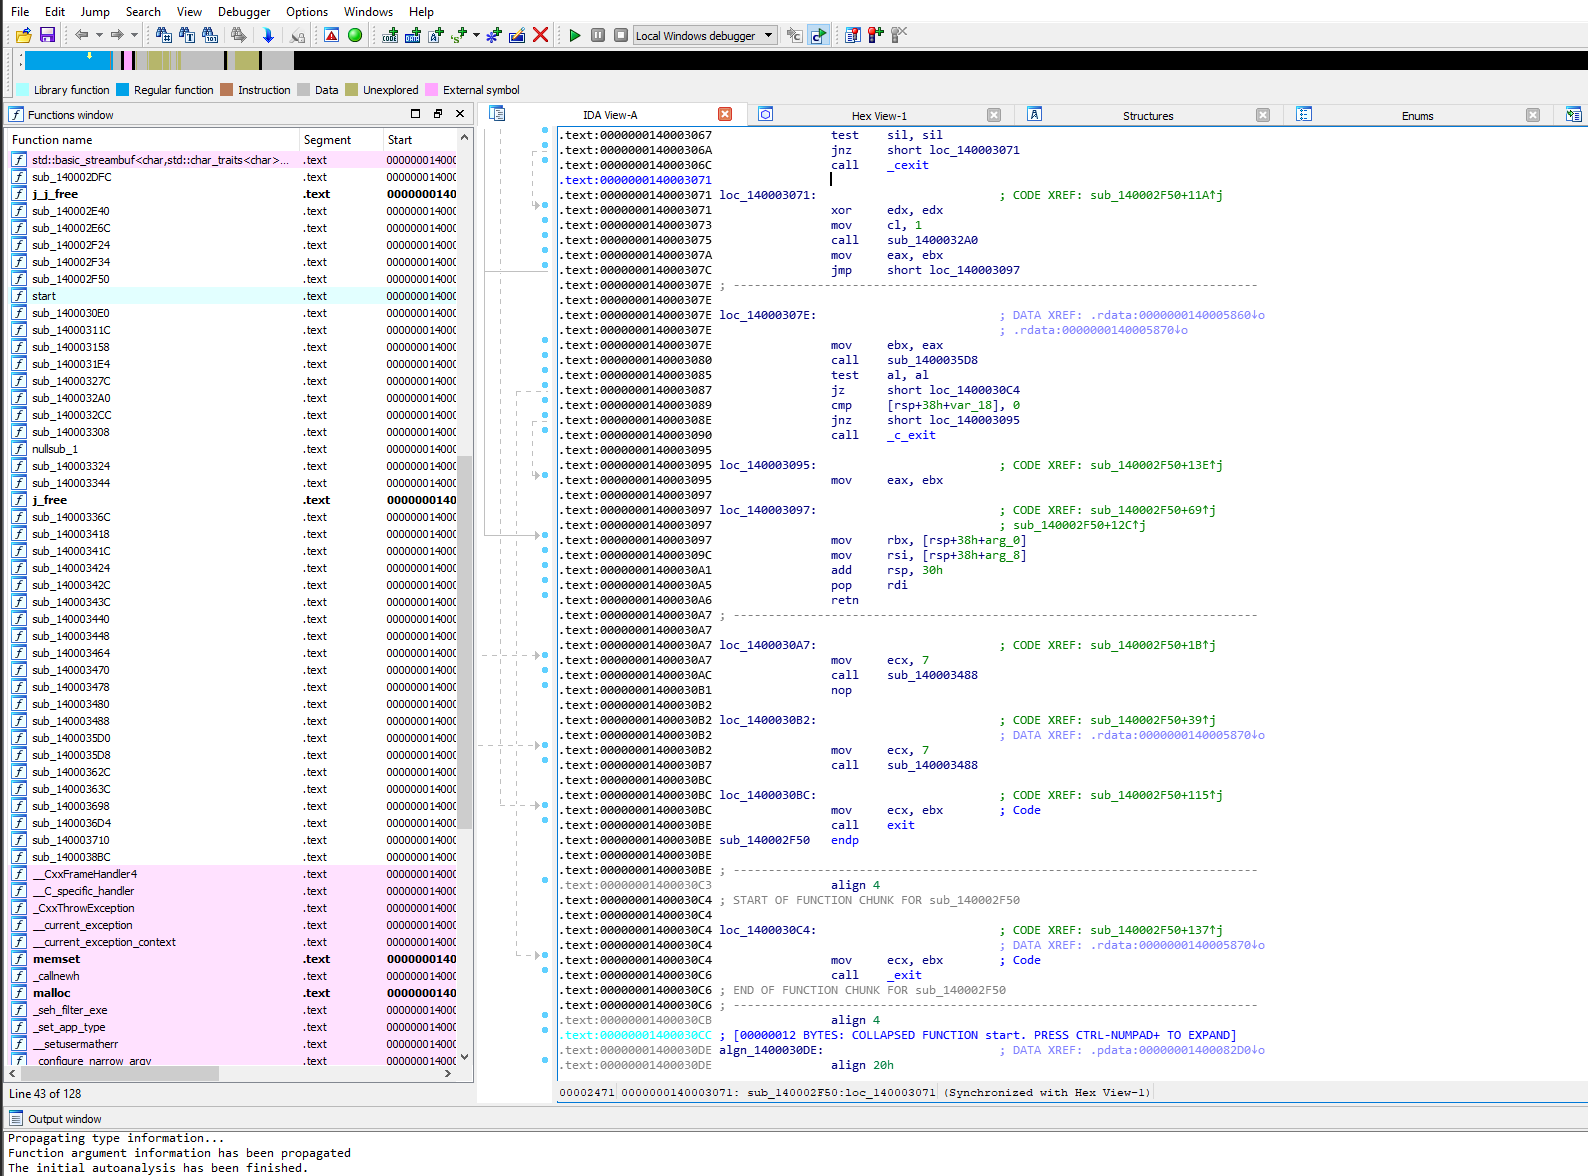 File Edit Jump Search View Debugger Options Windows Help
Local Windows debugger
Library function Regular function Instruction Data Unexplored External symbol
Functions window
Function name Segment Start
std::basic_streambuf<char,std::char_traits<char>... .text 000000014000
sub_140002DFC .text 000000014000
j_j_free .text 0000000140
sub_140002E40 .text 000000014000
sub_140002E6C .text 000000014000
sub_140002F24 .text 000000014000
sub_140002F34 .text 000000014000
sub_140002F50 .text 000000014000
start .text 000000014000
sub_1400030E0 .text 000000014000
sub_14000311C .text 000000014000
sub_140003158 .text 000000014000
sub_1400031E4 .text 000000014000
sub_14000327C .text 000000014000
sub_1400032A0 .text 000000014000
sub_1400032CC .text 000000014000
sub_140003308 .text 000000014000
nullsub_1 .text 000000014000
sub_140003324 .text 000000014000
sub_140003344 .text 000000014000
j_free .text 0000000140
sub_14000336C .text 000000014000
sub_140003418 .text 000000014000
sub_14000341C .text 000000014000
sub_140003424 .text 000000014000
sub_14000342C .text 000000014000
sub_14000343C .text 000000014000
sub_140003440 .text 000000014000
sub_140003448 .text 000000014000
sub_140003464 .text 000000014000
sub_140003470 .text 000000014000
sub_140003478 .text 000000014000
sub_140003480 .text 000000014000
sub_140003488 .text 000000014000
sub_1400035D0 .text 000000014000
sub_1400035D8 .text 000000014000
sub_14000362C .text 000000014000
sub_14000363C .text 000000014000
sub_140003698 .text 000000014000
sub_1400036D4 .text 000000014000
sub_140003710 .text 000000014000
sub_1400038BC .text 000000014000
__CxxFrameHandler4 .text 000000014000
__C_specific_handler .text 000000014000
_CxxThrowException .text 000000014000
__current_exception .text 000000014000
__current_exception_context .text 000000014000
memset .text 0000000140
_callnewh .text 000000014000
malloc .text 0000000140
_seh_filter_exe .text 000000014000
_set_app_type .text 000000014000
__setusermatherr .text 000000014000
_configure_narrow_argv .text 000000014000
Line 43 of 128
IDA View-A Hex View-1 Structures Enums
.text:0000000140003067 test sil, sil
.text:000000014000306A jnz short loc_140003071
.text:000000014000306C call _cexit
.text:0000000140003071
.text:0000000140003071 loc_140003071: ; CODE XREF: sub_140002F50+11A↑j
.text:0000000140003071 xor edx, edx
.text:0000000140003073 mov cl, 1
.text:0000000140003075 call sub_1400032A0
.text:000000014000307A mov eax, ebx
.text:000000014000307C jmp short loc_140003097
.text:000000014000307E ; ---------------------------------------------------------------------------
.text:000000014000307E
.text:000000014000307E loc_14000307E: ; DATA XREF: .rdata:0000000140005860↓o
.text:000000014000307E ; .rdata:0000000140005870↓o
.text:000000014000307E mov ebx, eax
.text:0000000140003080 call sub_1400035D8
.text:0000000140003085 test al, al
.text:0000000140003087 jz short loc_1400030C4
.text:0000000140003089 cmp [rsp+38h+var_18], 0
.text:000000014000308E jnz short loc_140003095
.text:0000000140003090 call _c_exit
.text:0000000140003095
.text:0000000140003095 loc_140003095: ; CODE XREF: sub_140002F50+13E↑j
.text:0000000140003095 mov eax, ebx
.text:0000000140003097
.text:0000000140003097 loc_140003097: ; CODE XREF: sub_140002F50+69↑j
.text:0000000140003097 ; sub_140002F50+12C↑j
.text:0000000140003097 mov rbx, [rsp+38h+arg_0]
.text:000000014000309C mov rsi, [rsp+38h+arg_8]
.text:00000001400030A1 add rsp, 30h
.text:00000001400030A5 pop rdi
.text:00000001400030A6 retn
.text:00000001400030A7 ; ---------------------------------------------------------------------------
.text:00000001400030A7
.text:00000001400030A7 loc_1400030A7: ; CODE XREF: sub_140002F50+1B↑j
.text:00000001400030A7 mov ecx, 7
.text:00000001400030AC call sub_140003488
.text:00000001400030B1 nop
.text:00000001400030B2
.text:00000001400030B2 loc_1400030B2: ; CODE XREF: sub_140002F50+39↑j
.text:00000001400030B2 ; DATA XREF: .rdata:0000000140005870↓o
.text:00000001400030B2 mov ecx, 7
.text:00000001400030B7 call sub_140003488
.text:00000001400030BC
.text:00000001400030BC loc_1400030BC: ; CODE XREF: sub_140002F50+115↑j
.text:00000001400030BC mov ecx, ebx ; Code
.text:00000001400030BE call exit
.text:00000001400030BE sub_140002F50 endp
.text:00000001400030BE
.text:00000001400030BE ; ---------------------------------------------------------------------------
.text:00000001400030C3 align 4
.text:00000001400030C4 ; START OF FUNCTION CHUNK FOR sub_140002F50
.text:00000001400030C4
.text:00000001400030C4 loc_1400030C4: ; CODE XREF: sub_140002F50+137↑j
.text:00000001400030C4 ; DATA XREF: .rdata:0000000140005870↓o
.text:00000001400030C4 mov ecx, ebx ; Code
.text:00000001400030C6 call _exit
.text:00000001400030C6 ; END OF FUNCTION CHUNK FOR sub_140002F50
.text:00000001400030C6 ; ---------------------------------------------------------------------------
.text:00000001400030CB align 4
.text:00000001400030CC ; [00000012 BYTES: COLLAPSED FUNCTION start. PRESS CTRL-NUMPAD+ TO EXPAND]
.text:00000001400030DE algn_1400030DE: ; DATA XREF: .pdata:00000001400082D0↓o
.text:00000001400030DE align 20h
00002471 0000000140003071: sub_140002F50:loc_140003071 (Synchronized with Hex View-1)
Output window
Propagating type information...
Function argument information has been propagated
The initial autoanalysis has been finished.